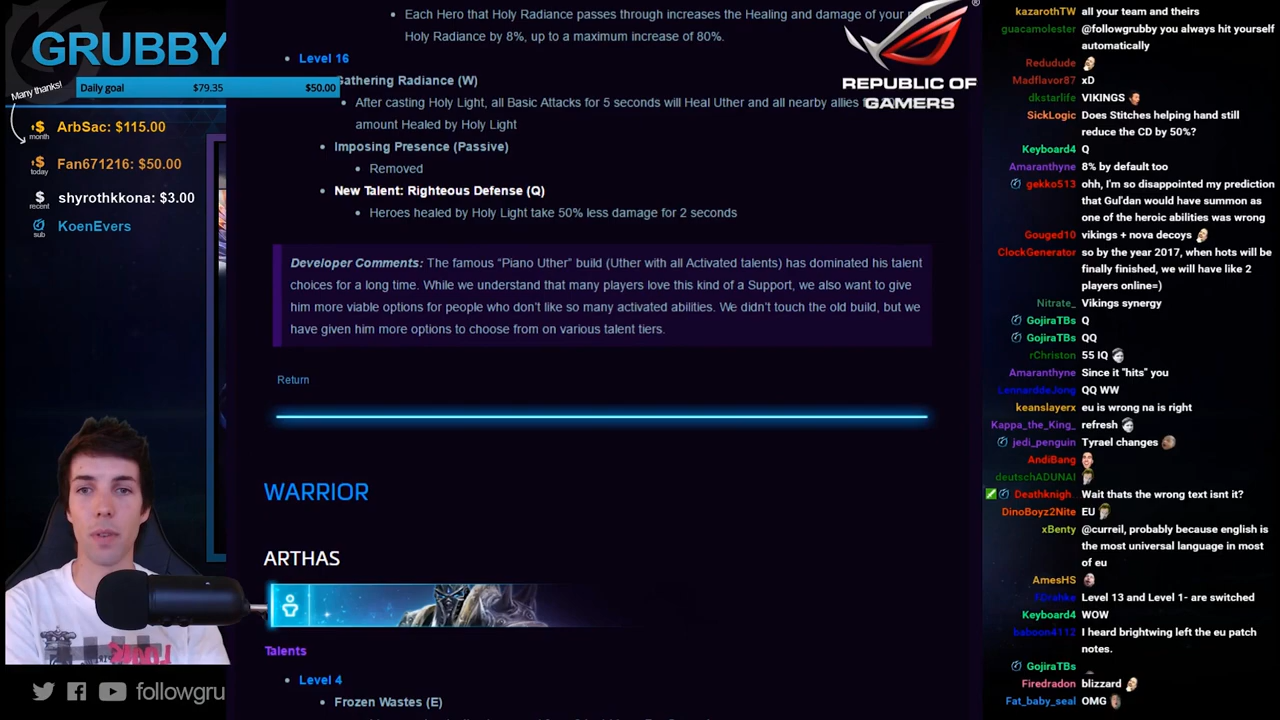 GRUBBY
Daily goal
$79.35
$50.00
Many thanks!
ArbSac: $115.00
month
Fan671216: $50.00
today
shyrothkkona: $3.00
recent
KoenEvers
sub
followgru
Each Hero that Holy Radiance passes through increases the Healing and damage of your
Holy Radiance by 8%, up to a maximum increase of 80%.
Level 16
Gathering Radiance (W)
After casting Holy Light, all Basic Attacks for 5 seconds will Heal Uther and all nearby allies
amount Healed by Holy Light
Imposing Presence (Passive)
Removed
New Talent: Righteous Defense (Q)
Heroes healed by Holy Light take 50% less damage for 2 seconds
Developer Comments: The famous “Piano Uther” build (Uther with all Activated talents) has dominated his talent
choices for a long time. While we understand that many players love this kind of a Support, we also want to give
him more viable options for people who don’t like so many activated abilities. We didn’t touch the old build, but we
have given him more options to choose from on various talent tiers.
Return
WARRIOR
ARTHAS
Talents
Level 4
Frozen Wastes (E)
REPUBLIC OF
GAMERS
kazarothTW all your team and theirs
guacamolester @followgrubby you always hit yourself
automatically
Redudude
Madflavor87 xD
dkstarlife VIKINGS
SickLogic Does Stitches helping hand still
reduce the CD by 50%?
Keyboard4 Q
Amaranthyne 8% by default too
gekko513 ohh, I'm so disappointed my prediction
that Gul'dan would have summon as
one of the heroic abilities was wrong
Gouged10 vikings + nova decoys
ClockGenerator so by the year 2017, when hots will be
finally finished, we will have like 2
players online=)
Nitrate_ Vikings synergy
GojiraTBs Q
GojiraTBs QQ
rChriston 55 IQ
Amaranthyne Since it "hits" you
LennarddeJong QQ WW
keanslayerx eu is wrong na is right
Kappa_the_King_ refresh
jedi_penguin Tyrael changes
AndiBang
deutschADUNAI
Deathknigh. Wait thats the wrong text isnt it?
DinoBoyz2Nite EU
xBenty @curreil, probably because english is
the most universal language in most
of eu
AmesHS
Level 13 and Level 1- are switched
Keyboard4 WOW
baboon4112 I heard brightwing left the eu patch
notes.
GojiraTBs
Firedradon blizzard
Fat_baby_seal OMG